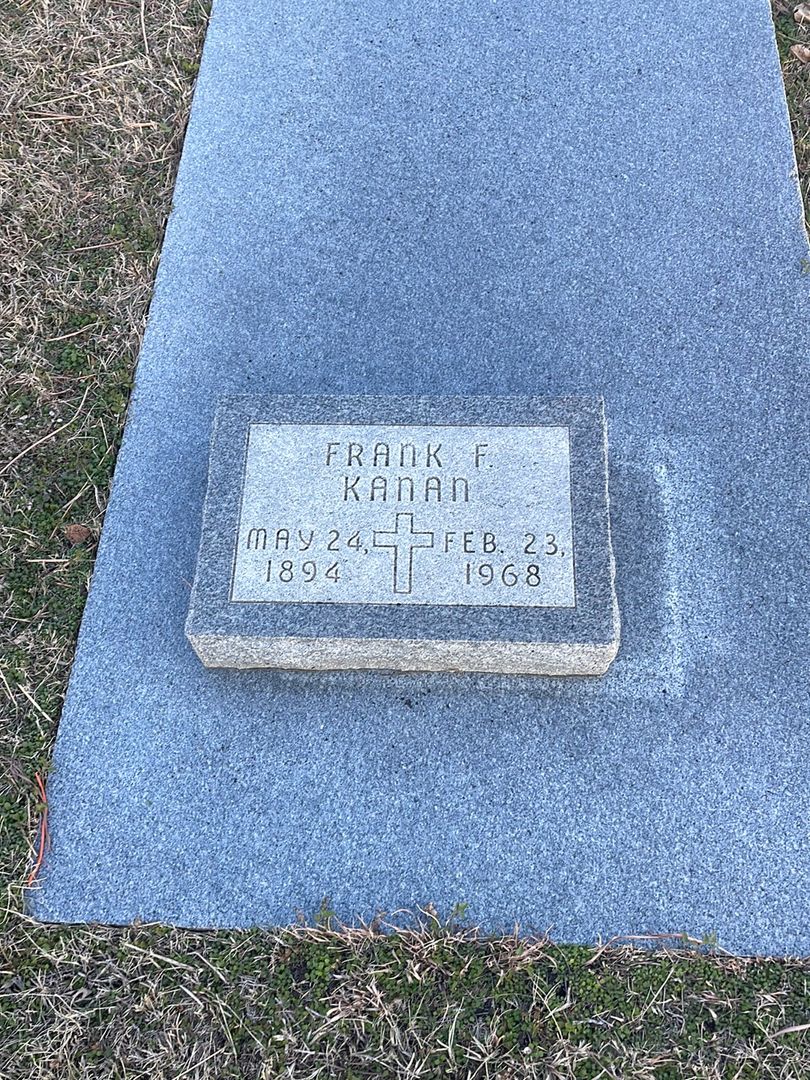 FRANK F.
KANAN
MAY 24, FEB. 23,
1894 1968